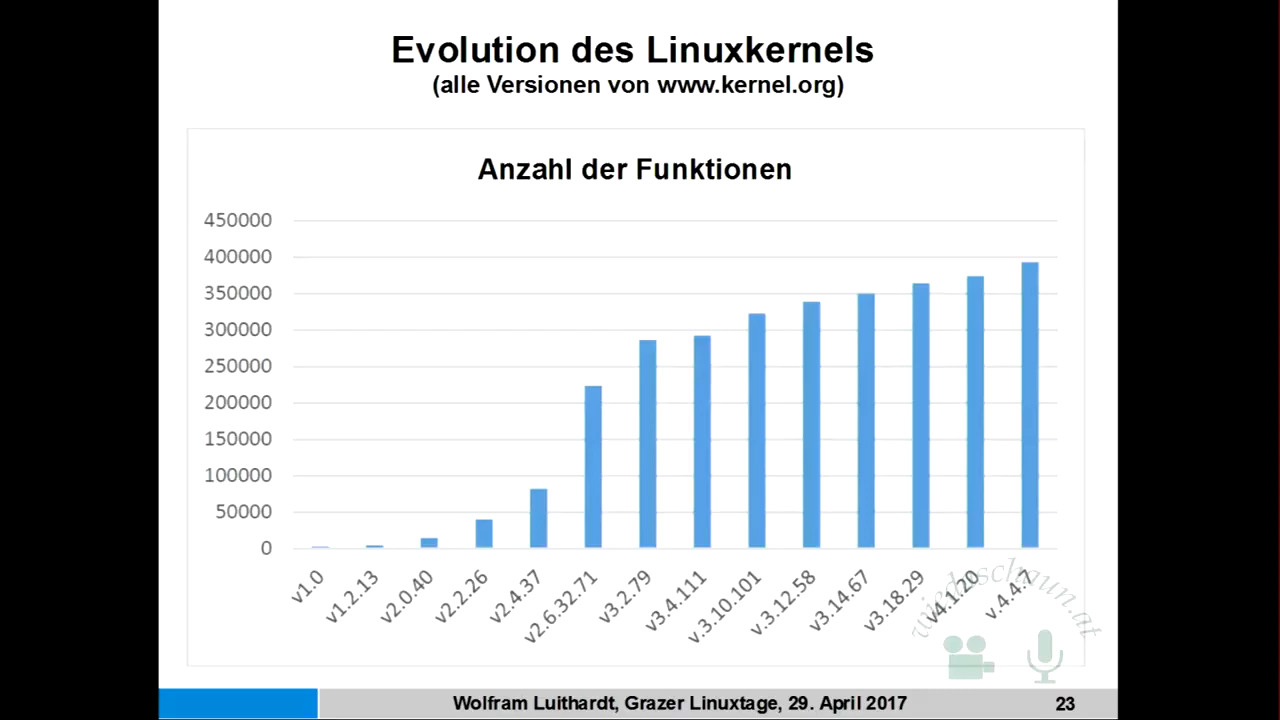 Evolution des Linuxkernels
(alle Versionen von www.kernel.org)
Anzahl der Funktionen
450000
400000
350000
300000
250000
200000
150000
100000
50000
0
v1.0
v1.2.13
v2.0.40
v2.2.26
v2.4.37
v2.6.32.71
v3.2.79
v3.4.111
v.3.10.101
v.3.12.58
v3.14.67
v3.18.29
v4.1.20
v.4.4.7
wiedaschaun.at
Wolfram Luithardt, Grazer Linuxtage, 29. April 2017
23